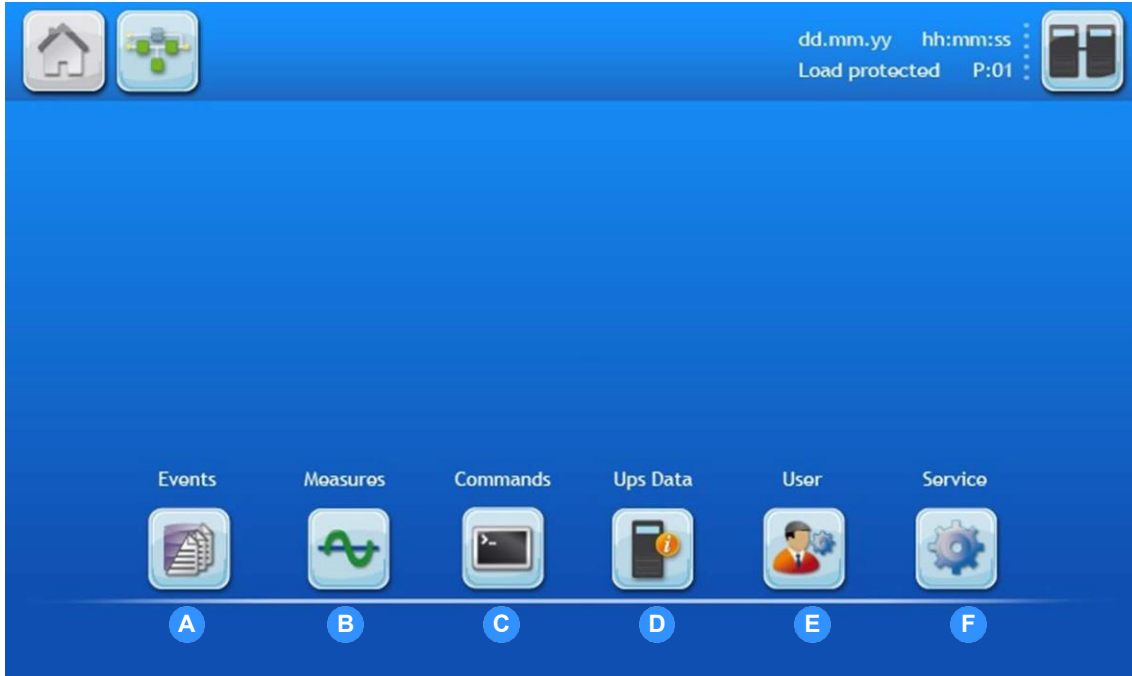 dd.mm.yy hh:mm:ss
Load protected P:01
Events Measures Commands Ups Data User Service
>_
i
A B C D E F